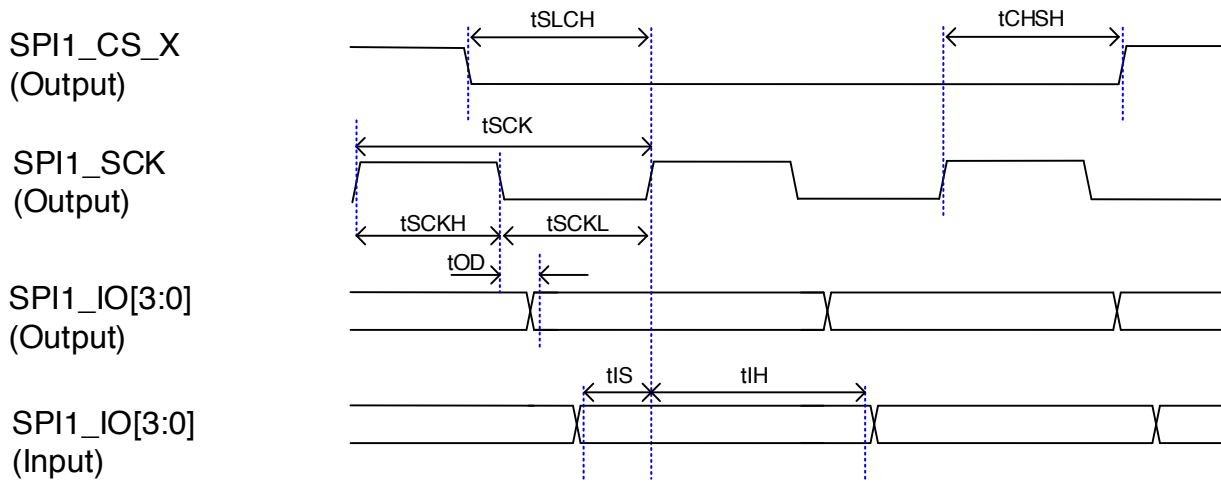 tSLCH
tCHSH
SPI1_CS_X
(Output)
tSCK
SPI1_SCK
(Output)
tSCKH
tSCKL
tOD
SPI1_IO[3:0]
(Output)
tIS
tIH
SPI1_IO[3:0]
(Input)